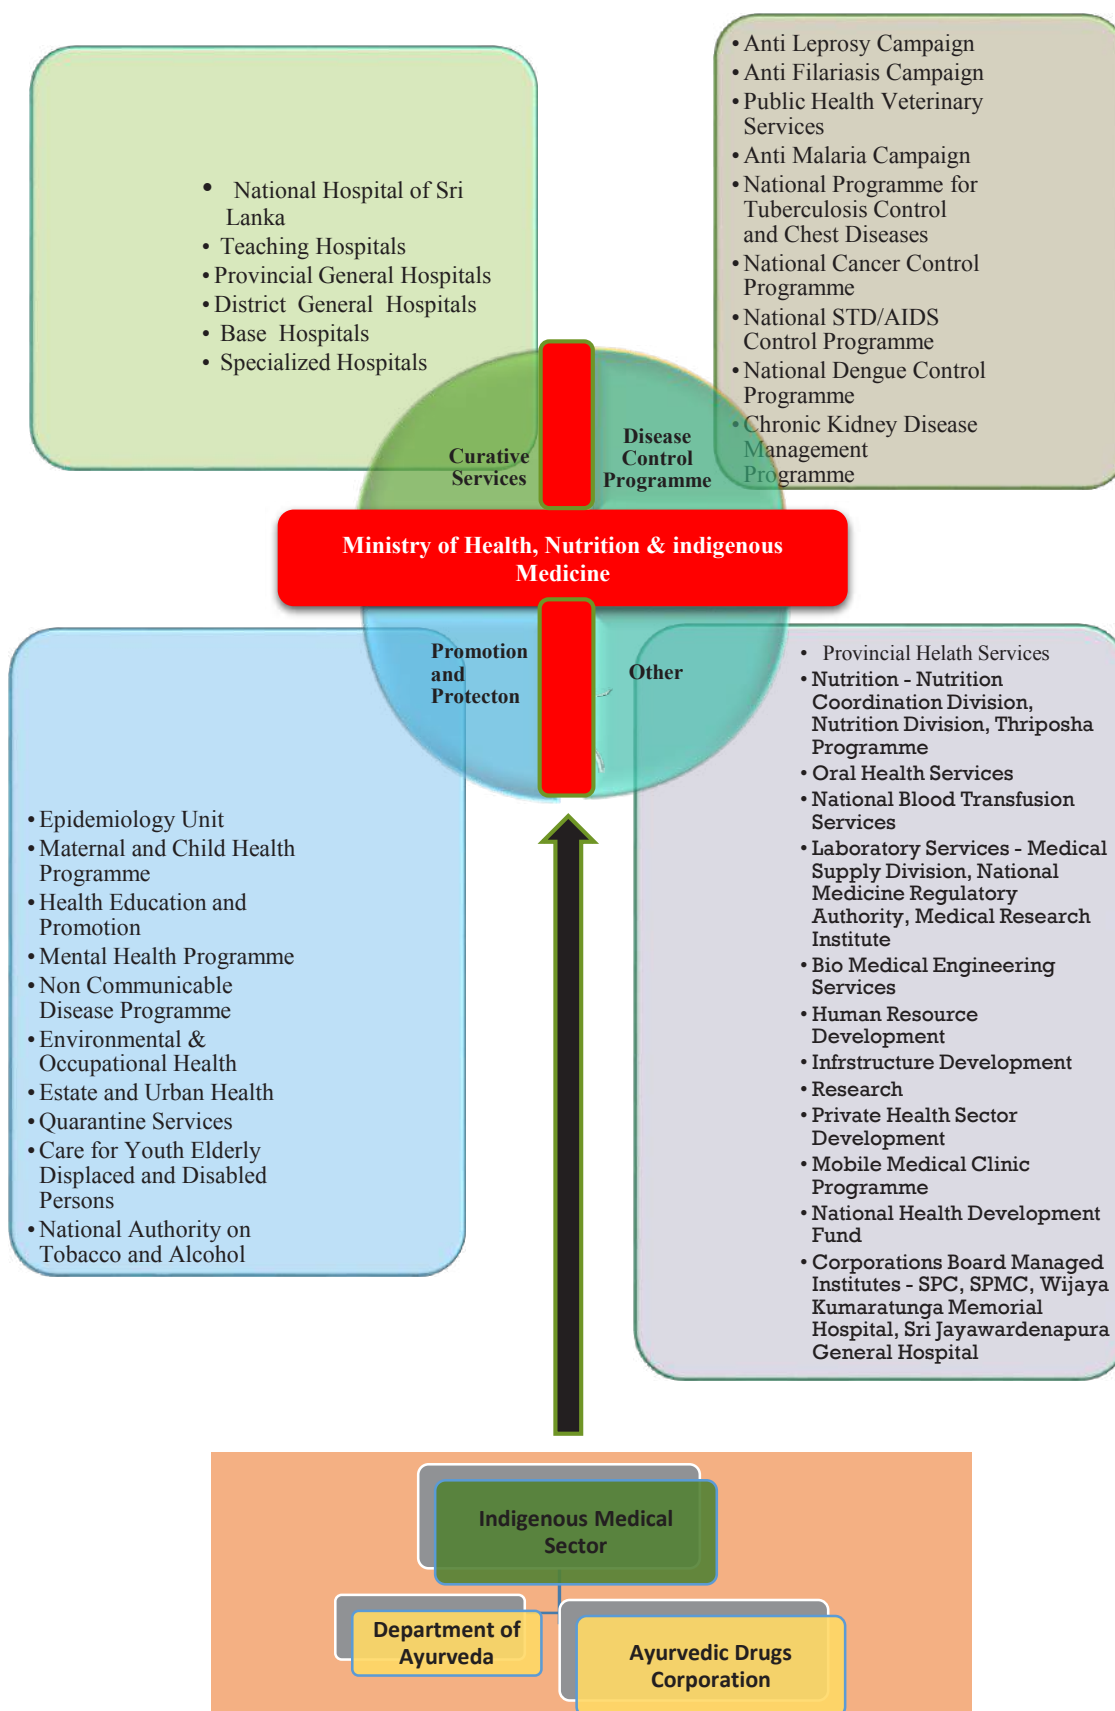 • National Hospital of Sri
Lanka
• Teaching Hospitals
• Provincial General Hospitals
• District General Hospitals
• Base Hospitals
• Specialized Hospitals
• Anti Leprosy Campaign
• Anti Filariasis Campaign
• Public Health Veterinary
Services
• Anti Malaria Campaign
• National Programme for
Tuberculosis Control
and Chest Diseases
• National Cancer Control
Programme
• National STD/AIDS
Control Programme
• National Dengue Control
Programme
• Chronic Kidney Disease
Management
Programme
Curative
Services
Disease
Control
Programme
Ministry of Health, Nutrition & indigenous
Medicine
Promotion
and
Protecton
Other
• Epidemiology Unit
• Maternal and Child Health
Programme
• Health Education and
Promotion
• Mental Health Programme
• Non Communicable
Disease Programme
• Environmental &
Occupational Health
• Estate and Urban Health
• Quarantine Services
• Care for Youth Elderly
Displaced and Disabled
Persons
• National Authority on
Tobacco and Alcohol
• Provincial Helath Services
• Nutrition - Nutrition
Coordination Division,
Nutrition Division, Thriposha
Programme
• Oral Health Services
• National Blood Transfusion
Services
• Laboratory Services - Medical
Supply Division, National
Medicine Regulatory
Authority, Medical Research
Institute
• Bio Medical Engineering
Services
• Human Resource
Development
• Infrstructure Development
• Research
• Private Health Sector
Development
• Mobile Medical Clinic
Programme
• National Health Development
Fund
• Corporations Board Managed
Institutes - SPC, SPMC, Wijaya
Kumaratunga Memorial
Hospital, Sri Jayawardenapura
General Hospital
Indigenous Medical
Sector
Department of
Ayurveda
Ayurvedic Drugs
Corporation